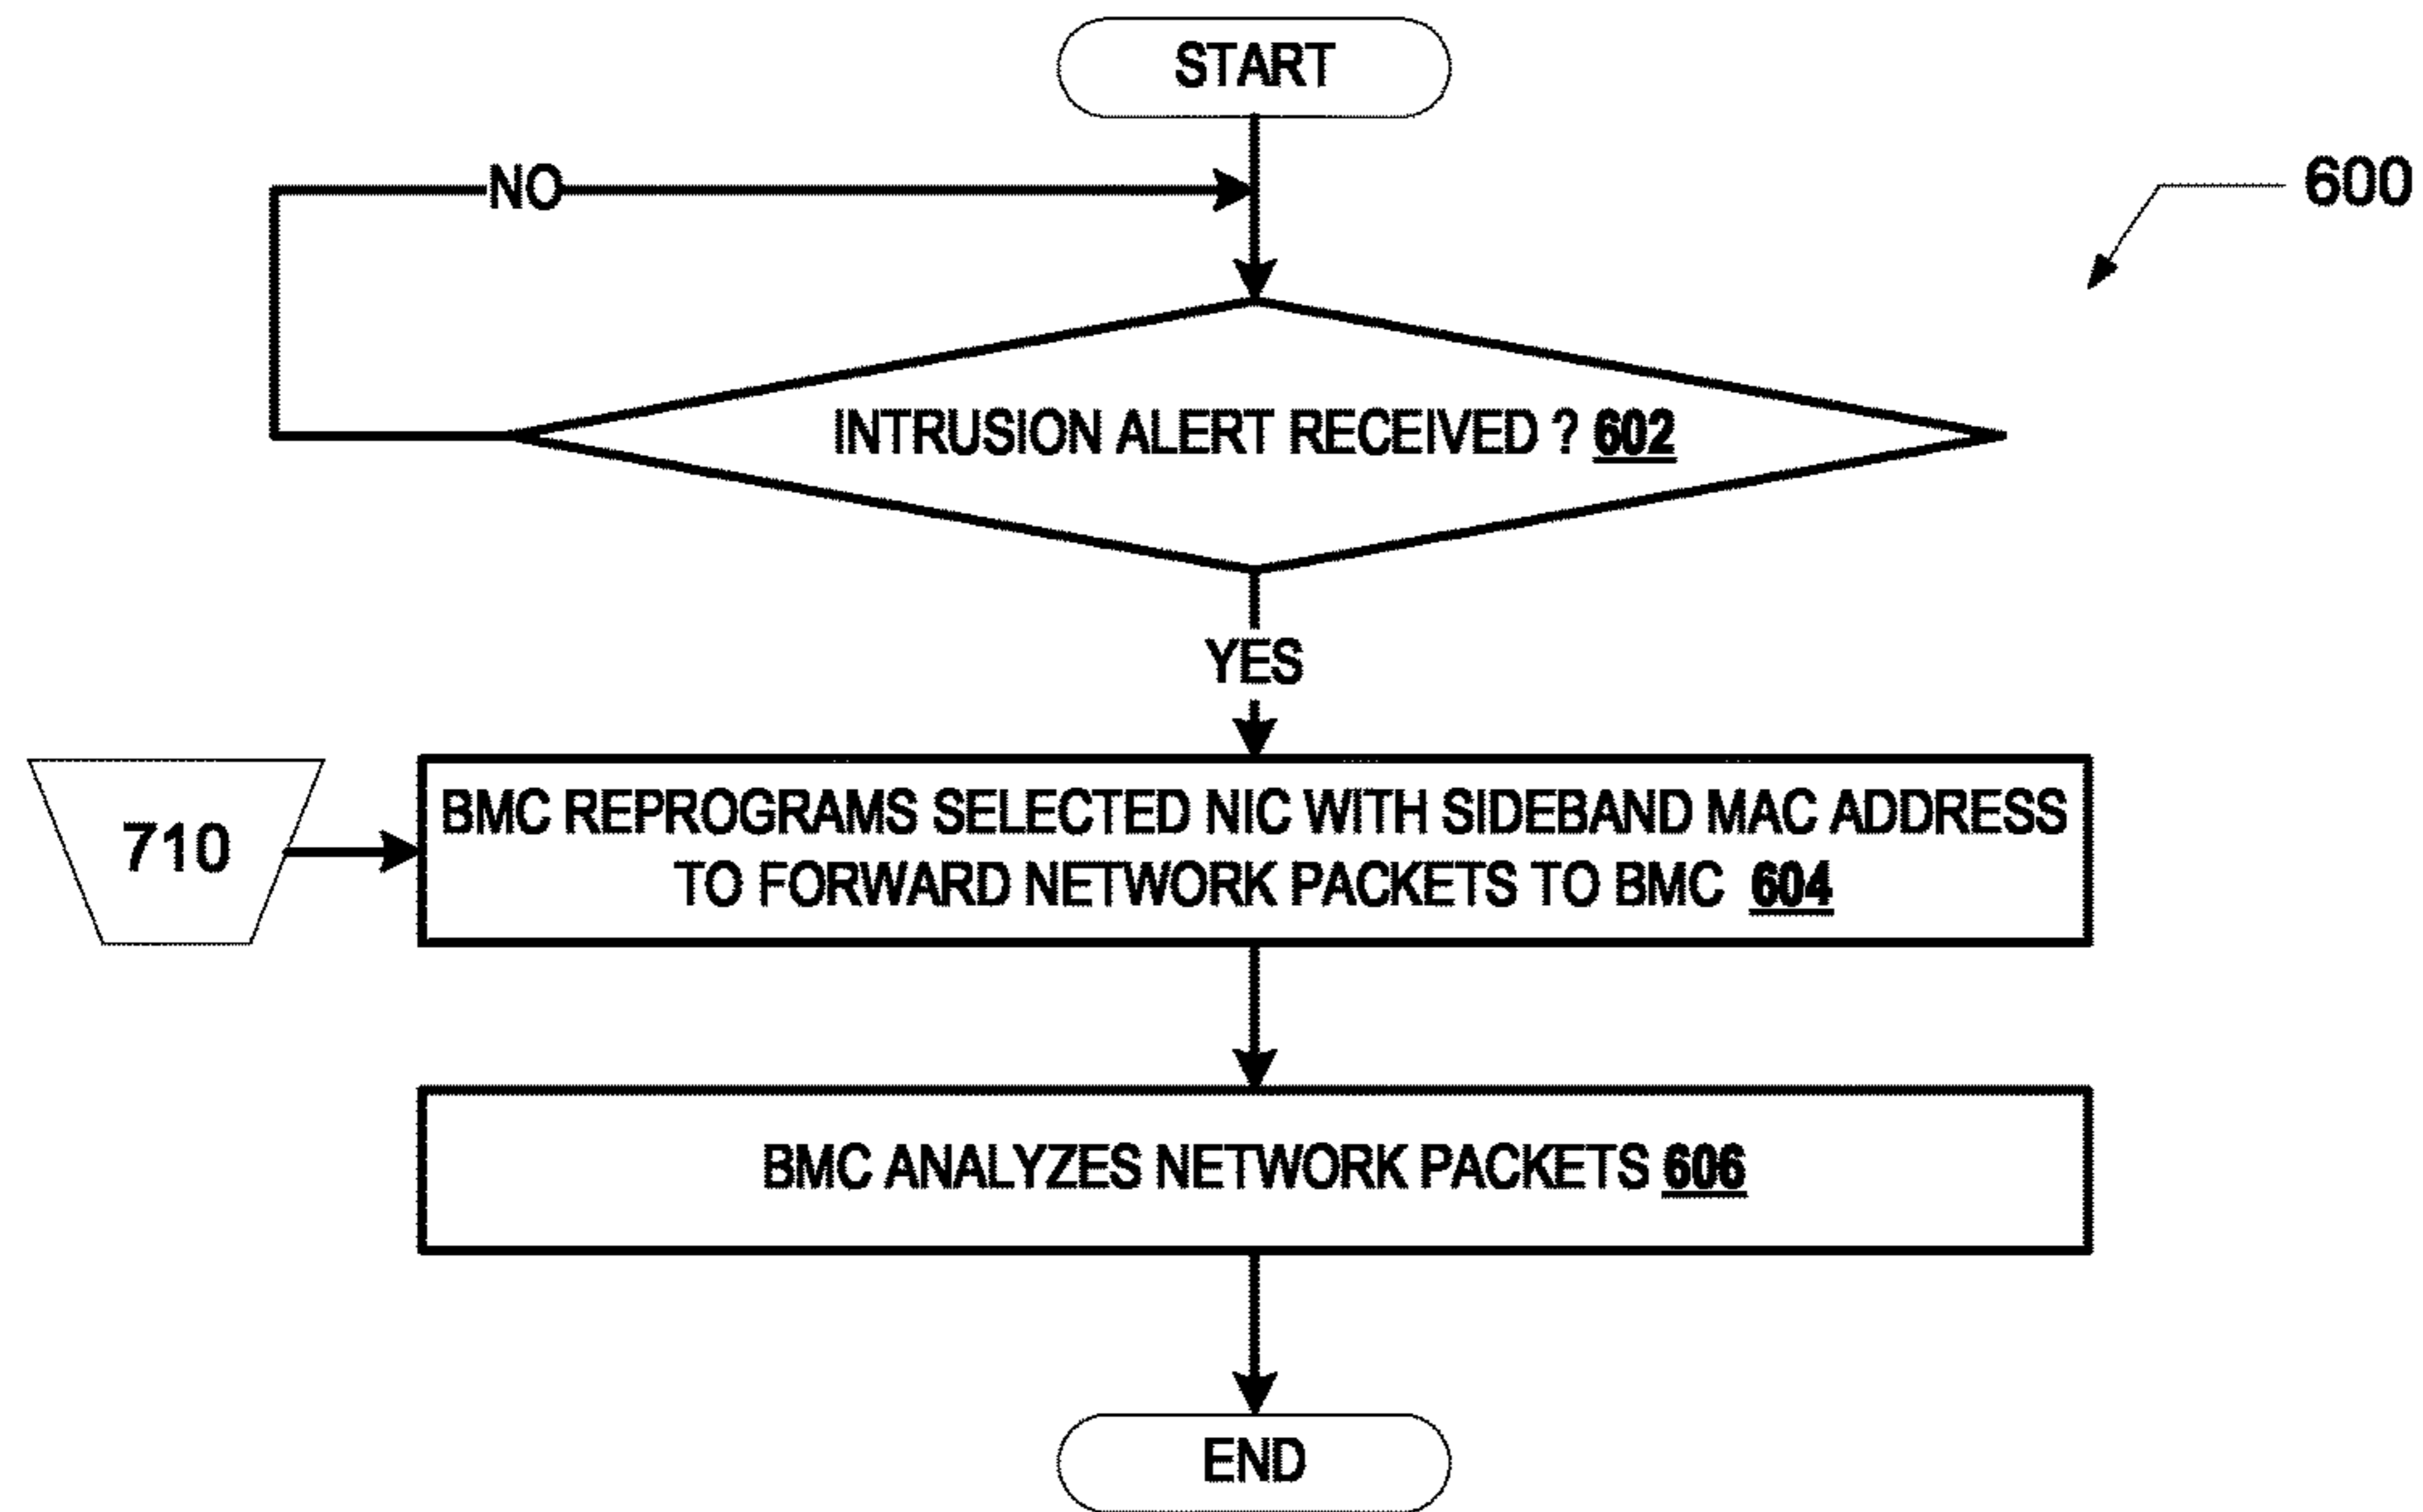 START
NO
600
INTRUSION ALERT RECEIVED ? 602
YES
710
BMC REPROGRAMS SELECTED NIC WITH SIDEBAND MAC ADDRESS
TO FORWARD NETWORK PACKETS TO BMC 604
BMC ANALYZES NETWORK PACKETS 606
END